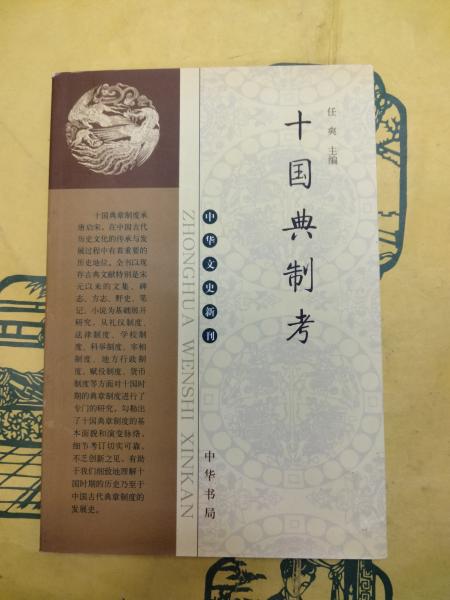 任爽 主编
十国典制考
中华文史新刊
ZHONGHUA WENSHI XINKAN
中华书局
十国典章制度承
唐启宋，在中国古代
历史文化的传承与发
展过程中有着重要的
历史地位。全书以现
存古典文献特别是宋
元以来的文集、碑
志、方志、野史、笔
记、小说为基础展开
研究，从礼仪制度、
法律制度、学校制
度、科举制度、宰相
制度、地方行政制
度、赋役制度、货币
制度等方面对十国时
期的典章制度进行了
专门的研究，勾勒出
了十国典章制度的基
本面貌和演变脉络，
细节考订切实可靠，
不乏创新之见，有助
于我们细致地理解十
国时期的历史乃至于
中国古代典章制度的
发展史。